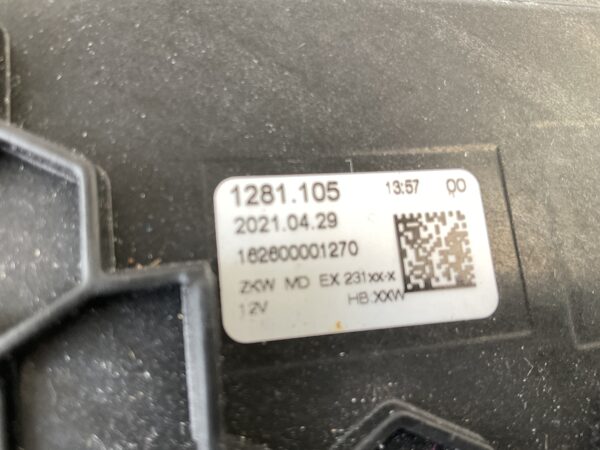 1281.105 13:57 00
2021.04.29
162600001270
ZKW MD EX 231xx-x
12V HB:XXW